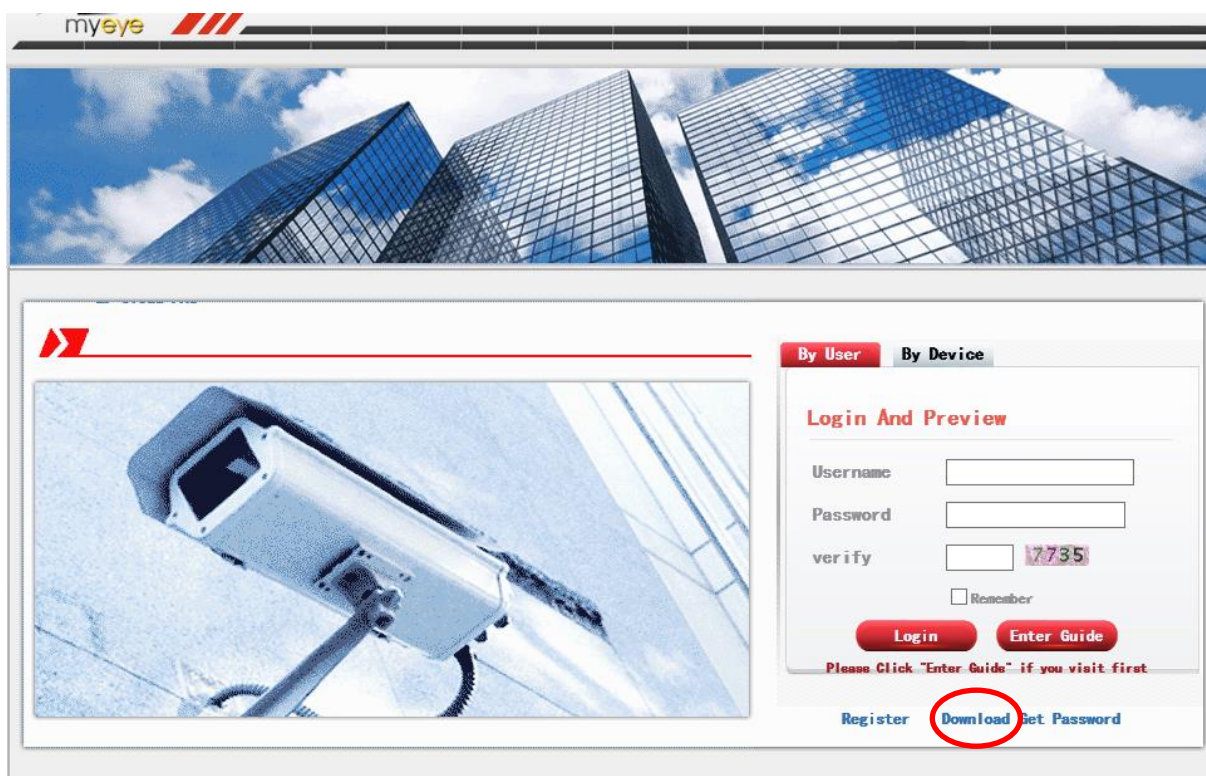 myeye
By User By Device
Login And Preview
Username
Password
verify 7735
Remember
Login Enter Guide
Please Click "Enter Guide" if you visit first
Register Download Get Password